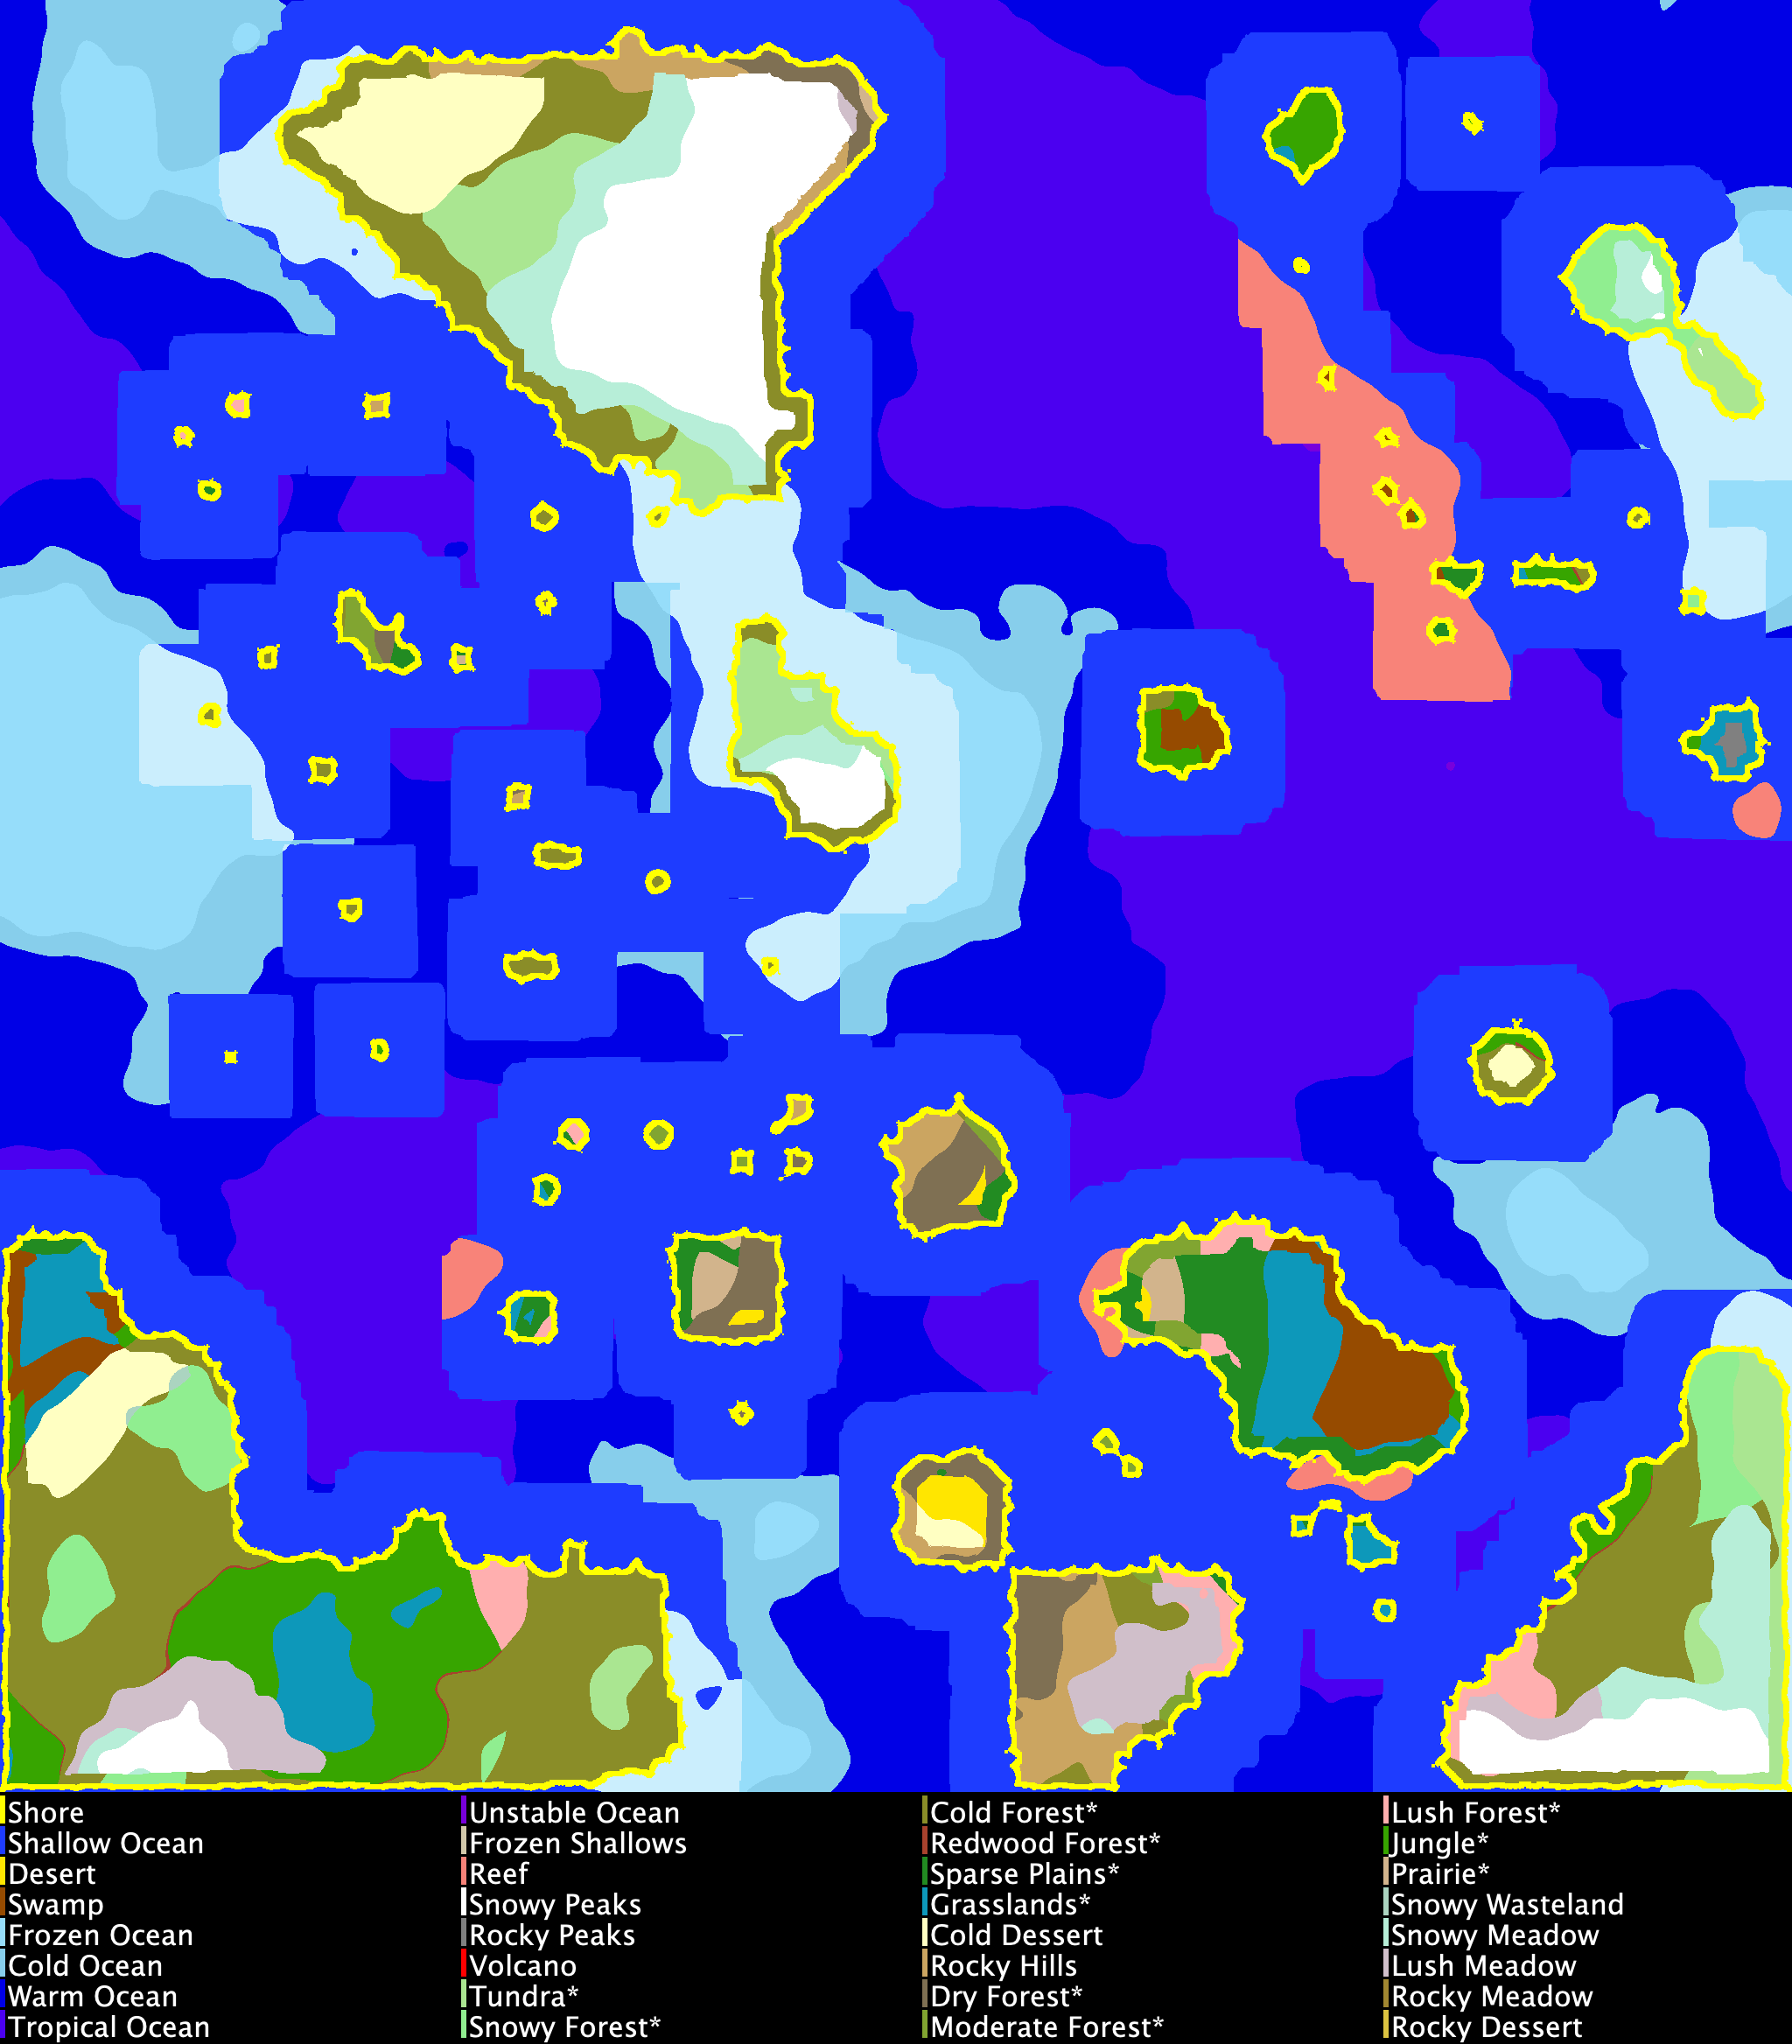 Shore
Shallow Ocean
Desert
Swamp
Frozen Ocean
Cold Ocean
Warm Ocean
Tropical Ocean
Unstable Ocean
Frozen Shallows
Reef
Snowy Peaks
Rocky Peaks
Volcano
Tundra*
Snowy Forest*
Cold Forest*
Redwood Forest*
Sparse Plains*
Grasslands*
Cold Dessert
Rocky Hills
Dry Forest*
Moderate Forest*
Lush Forest*
Jungle*
Prairie*
Snowy Wasteland
Snowy Meadow
Lush Meadow
Rocky Meadow
Rocky Dessert